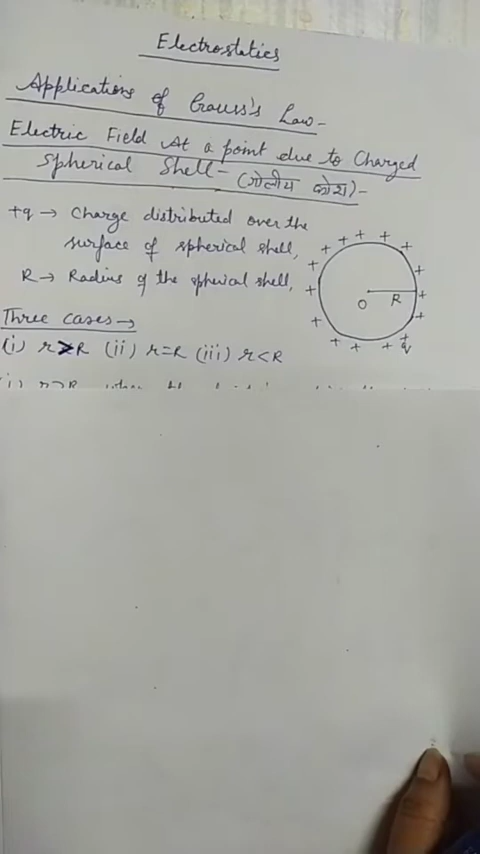 Electrostatics
Applications of Gauss's Law-
Electric Field At a point due to Charged
Spherical Shell- (गोलीय कोश)-
+q → Charge distributed over the
surface of spherical shell,
R → Radius of the spherical shell,
+ + + + + + + + + + + + + + +
O R
q
Three cases→
(i) r>R (ii) r=R (iii) r<R